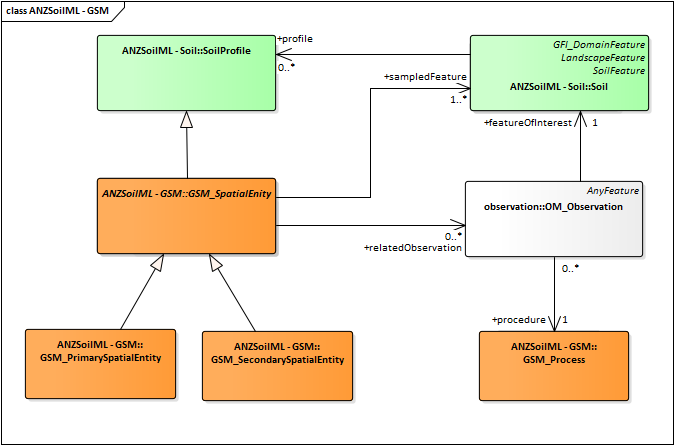 class ANZSoilML - GSM
ANZSoilML - Soil::SoilProfile
+profile
0..*
GFI_DomainFeature
LandscapeFeature
SoilFeature
ANZSoilML - Soil::Soil
+sampledFeature
1..*
+featureOfInterest
1
ANZSoilML - GSM::GSM_SpatialEnity
AnyFeature
observation::OM_Observation
0..*
+relatedObservation
0..*
+procedure
1
ANZSoilML - GSM::
GSM_PrimarySpatialEntity
ANZSoilML - GSM::
GSM_SecondarySpatialEntity
ANZSoilML - GSM::
GSM_Process